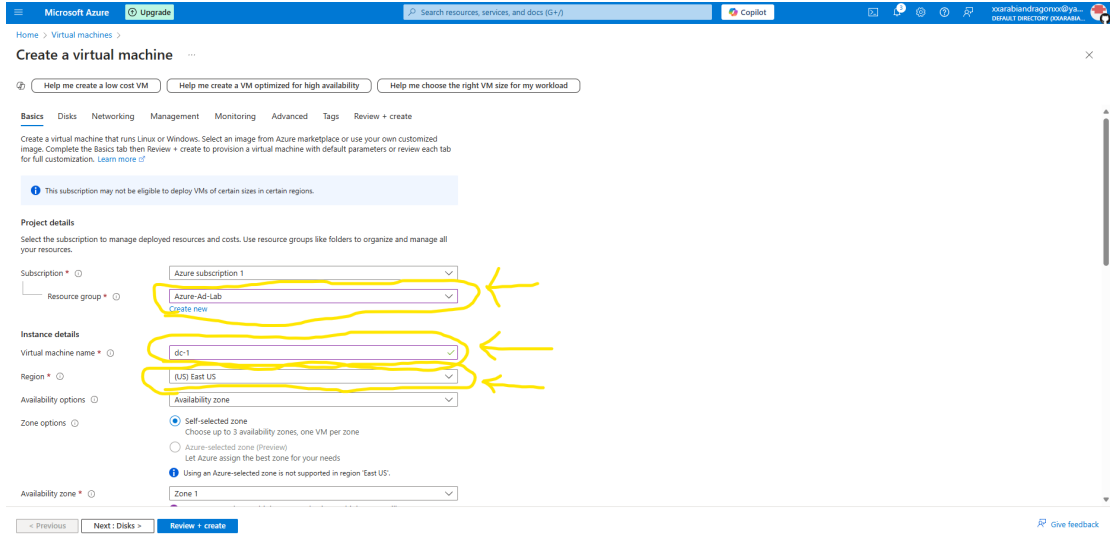 Microsoft Azure
Upgrade
Search resources, services, and docs (G+/)
Copilot
3
xxarabiandragonxx@ya...
DEFAULT DIRECTORY (XXARABIA...
Home > Virtual machines >
Create a virtual machine ...
Help me create a low cost VM
Help me create a VM optimized for high availability
Help me choose the right VM size for my workload
Basics Disks Networking Management Monitoring Advanced Tags Review + create
Create a virtual machine that runs Linux or Windows. Select an image from Azure marketplace or use your own customized
image. Complete the Basics tab then Review + create to provision a virtual machine with default parameters or review each tab
for full customization. Learn more
This subscription may not be eligible to deploy VMs of certain sizes in certain regions.
Project details
Select the subscription to manage deployed resources and costs. Use resource groups like folders to organize and manage all
your resources.
Subscription * Azure subscription 1
Resource group * Azure-Ad-Lab
Create new
Instance details
Virtual machine name * dc-1
Region * (US) East US
Availability options Availability zone
Zone options Self-selected zone
Choose up to 3 availability zones, one VM per zone
Azure-selected zone (Preview)
Let Azure assign the best zone for your needs
Using an Azure-selected zone is not supported in region 'East US'.
Availability zone * Zone 1
< Previous
Next : Disks >
Review + create
Give feedback